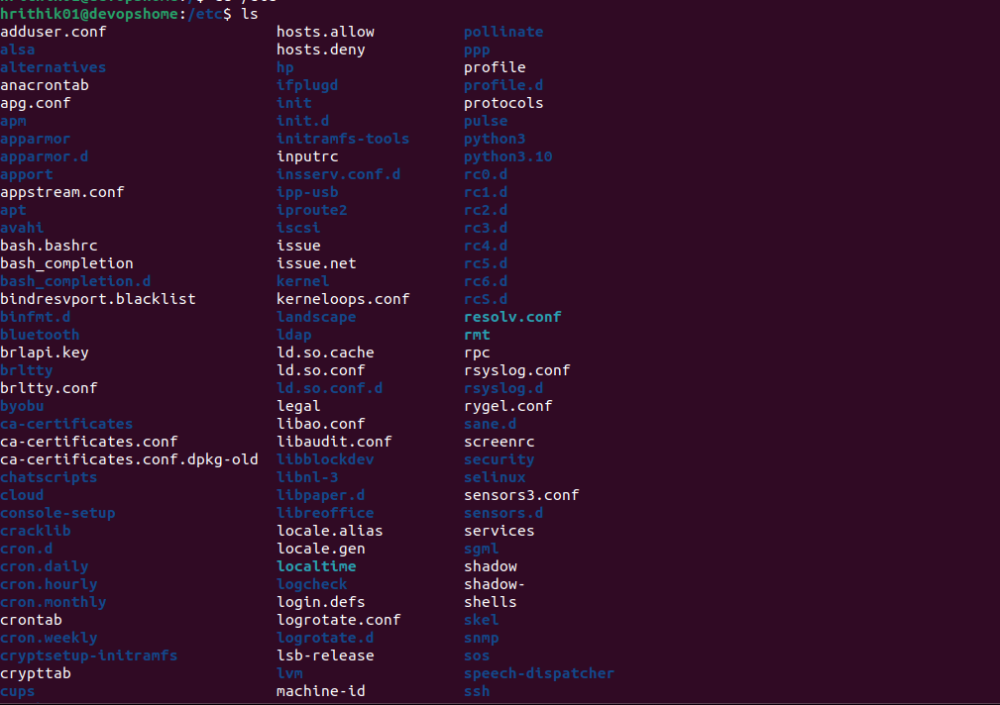 hrithik01@devopshome:/etc$ ls
adduser.conf hosts.allow pollinate
alsa hosts.deny ppp
alternatives hp profile
anacrontab ifplugd profile.d
apg.conf init protocols
apm init.d pulse
apparmor initramfs-tools python3
apparmor.d inputrc python3.10
apport insserv.conf.d rc0.d
appstream.conf ipp-usb rc1.d
apt iproute2 rc2.d
avahi iscsi rc3.d
bash.bashrc issue rc4.d
bash_completion issue.net rc5.d
bash_completion.d kernel rc6.d
bindresvport.blacklist kerneloops.conf rcS.d
binfmt.d landscape resolv.conf
bluetooth ldap rmt
brlapi.key ld.so.cache rpc
brltty ld.so.conf rsyslog.conf
brltty.conf ld.so.conf.d rsyslog.d
byobu legal rygel.conf
ca-certificates libao.conf sane.d
ca-certificates.conf libaudit.conf screenrc
ca-certificates.conf.dpkg-old libblockdev security
chatscripts libnl-3 selinux
cloud libpaper.d sensors3.conf
console-setup libreoffice sensors.d
cracklib locale.alias services
cron.d locale.gen sgml
cron.daily localtime shadow
cron.hourly logcheck shadow-
cron.monthly login.defs shells
crontab logrotate.conf skel
cron.weekly logrotate.d snmp
cryptsetup-initramfs lsb-release sos
crypttab lvm speech-dispatcher
cups machine-id ssh